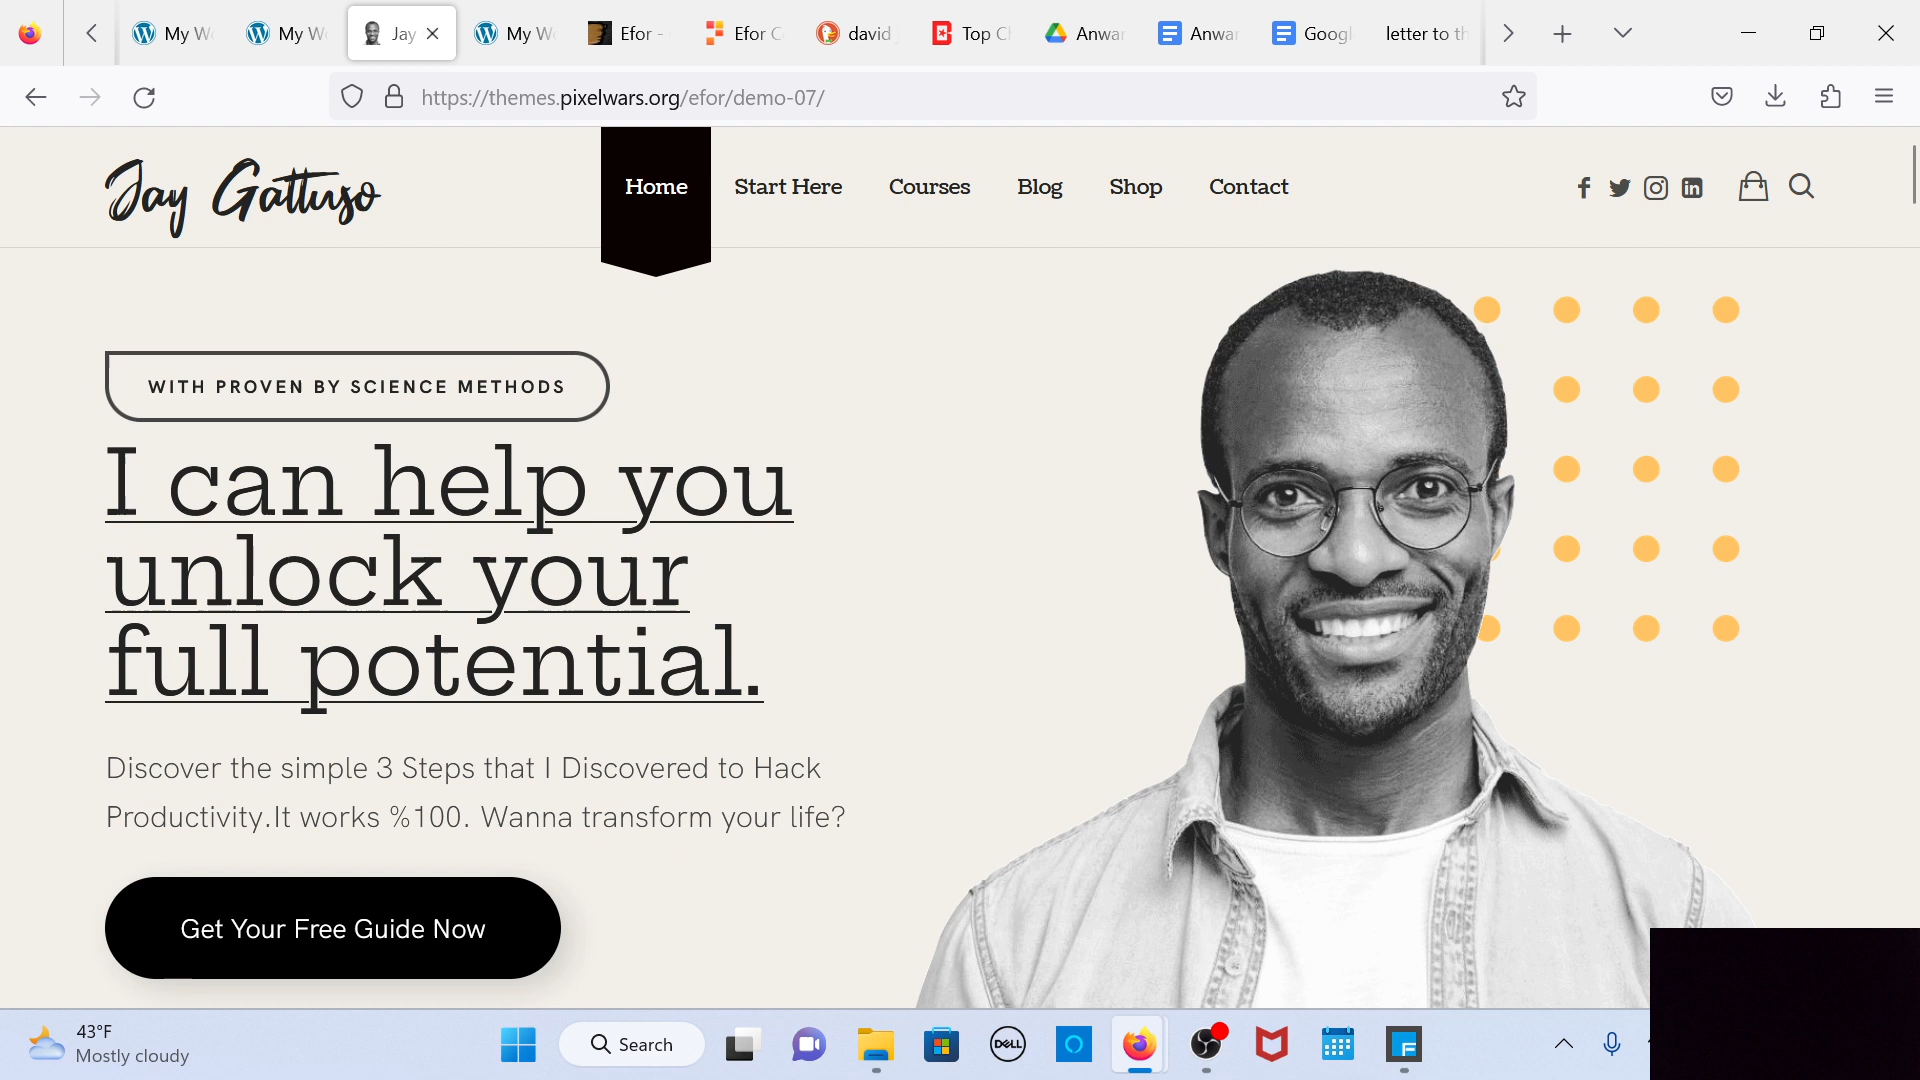 My W
My W
Jay
My W
Efor -
Efor C
david
Top C
Anwar
Anwar
Googl
letter to th
https://themes.pixelwars.org/efor/demo-07/
Jay Gattuso
Home
Start Here
Courses
Blog
Shop
Contact
WITH PROVEN BY SCIENCE METHODS
I can help you
unlock your
full potential.
Discover the simple 3 Steps that I Discovered to Hack
Productivity.It works %100. Wanna transform your life?
Get Your Free Guide Now
43°F
Mostly cloudy
Search
DELL